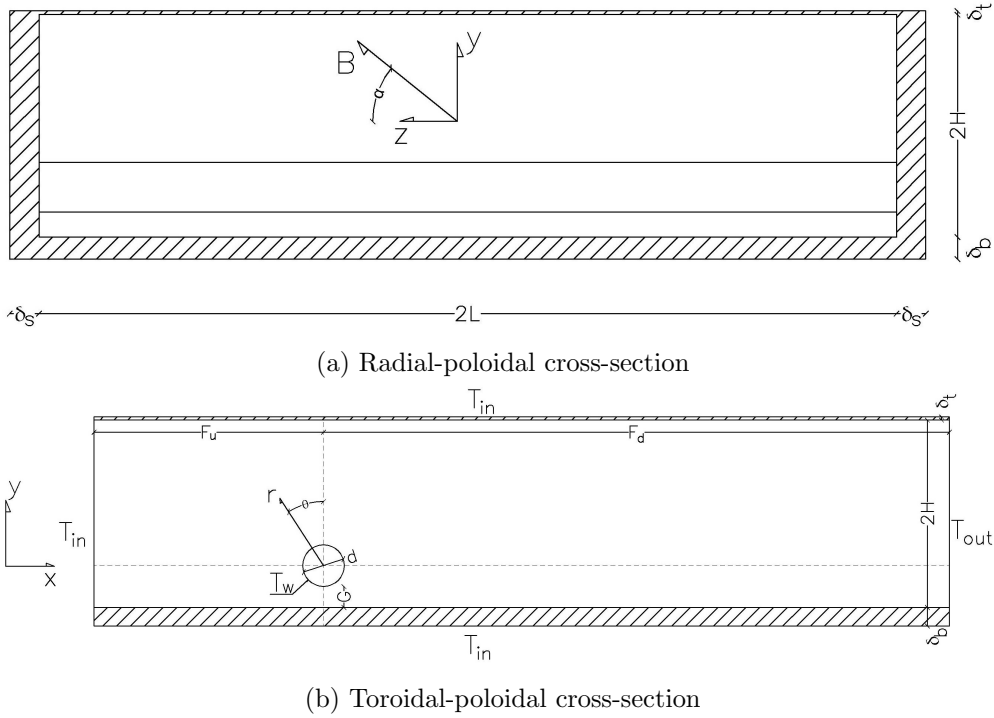 δt
y
B
α
z
2H
δb
δs
2L
δs
(a) Radial-poloidal cross-section
Tin
δt
Fu
Fd
y
r
θ
2H
Tin
Tout
x
d
Tw
G
δb
Tin
(b) Toroidal-poloidal cross-section